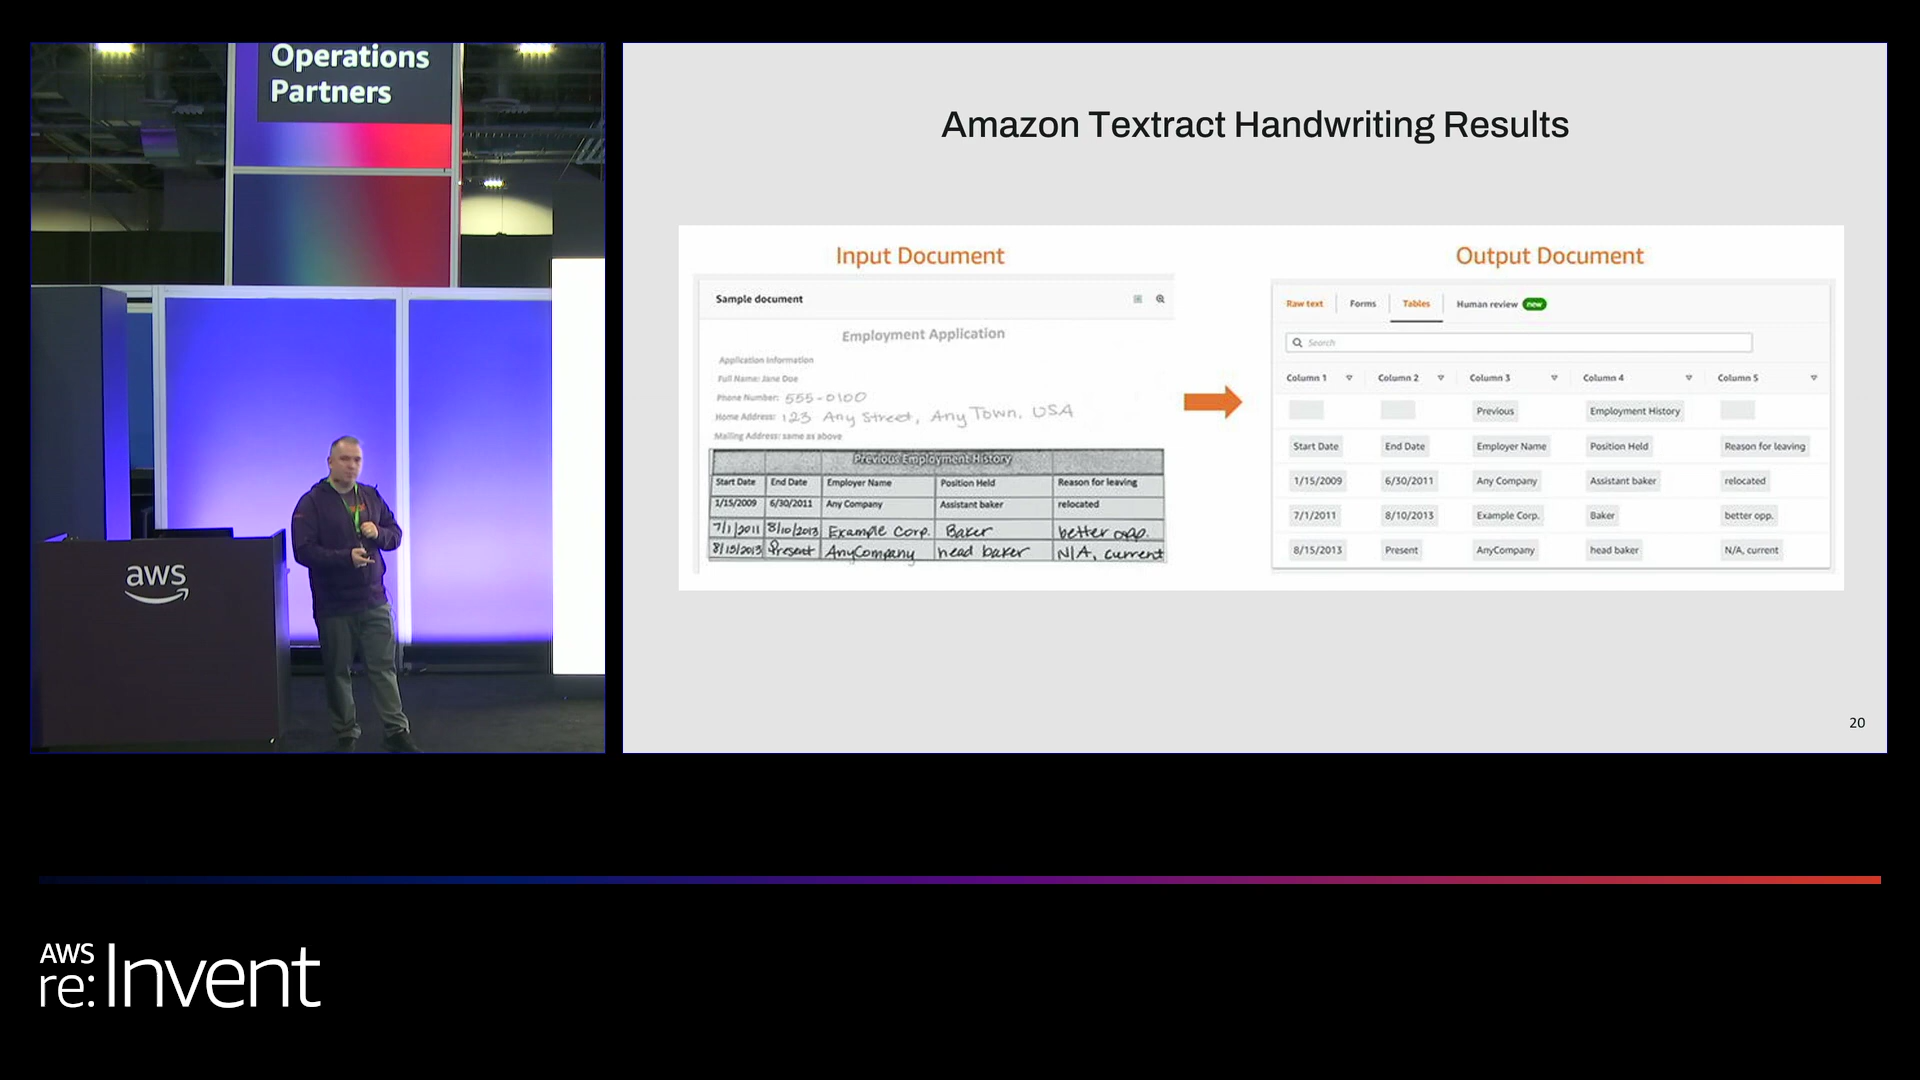 Operations
Partners
aws
Amazon Textract Handwriting Results
Input Document
Sample document
Employment Application
Application Information
Full Name: Jane Doe
Phone Number: 555-0100
Home Address: 123 Any Street, Any Town, USA
Mailing Address: same as above
Previous Employment History
Start Date End Date Employer Name Position Held Reason for leaving
1/15/2009 6/30/2011 Any Company Assistant baker relocated
7/1/2011 8/10/2013 Example Corp. Baker better opp.
8/15/2013 Present AnyCompany head baker N/A, current
Output Document
Raw text Forms Tables Human review new
Search
Column 1 Column 2 Column 3 Column 4 Column 5
Previous Employment History
Start Date End Date Employer Name Position Held Reason for leaving
1/15/2009 6/30/2011 Any Company Assistant baker relocated
7/1/2011 8/10/2013 Example Corp. Baker better opp.
8/15/2013 Present AnyCompany head baker N/A, current
20
AWS
re:Invent